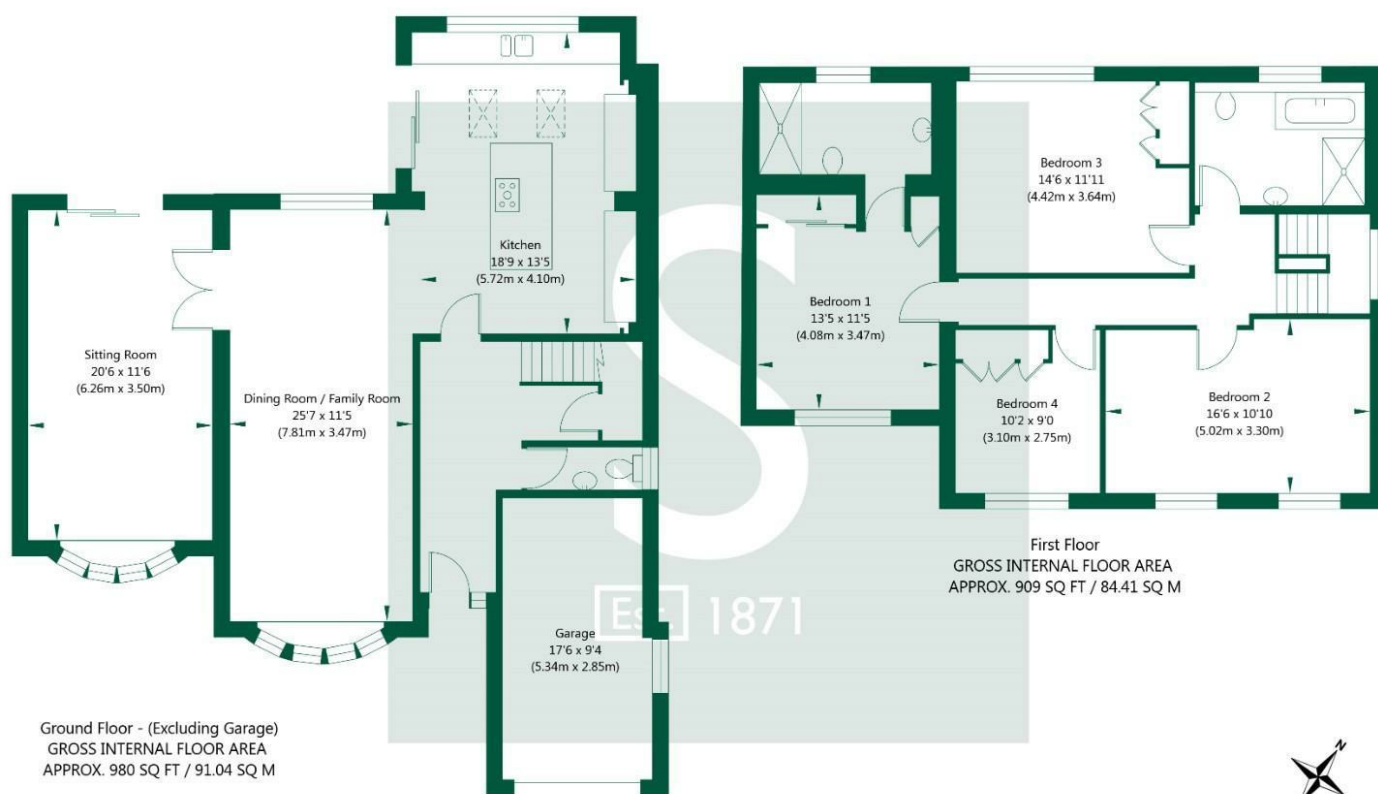 Kitchen
18'9 x 13'5
(5.72m x 4.10m)
Sitting Room
20'6 x 11'6
(6.26m x 3.50m)
Dining Room / Family Room
25'7 x 11'5
(7.81m x 3.47m)
Garage
17'6 x 9'4
(5.34m x 2.85m)
Ground Floor - (Excluding Garage)
GROSS INTERNAL FLOOR AREA
APPROX. 980 SQ FT / 91.04 SQ M
Bedroom 3
14'6 x 11'11
(4.42m x 3.64m)
Bedroom 1
13'5 x 11'5
(4.08m x 3.47m)
Bedroom 4
10'2 x 9'0
(3.10m x 2.75m)
Bedroom 2
16'6 x 10'10
(5.02m x 3.30m)
First Floor
GROSS INTERNAL FLOOR AREA
APPROX. 909 SQ FT / 84.41 SQ M
S
Est. 1871
N